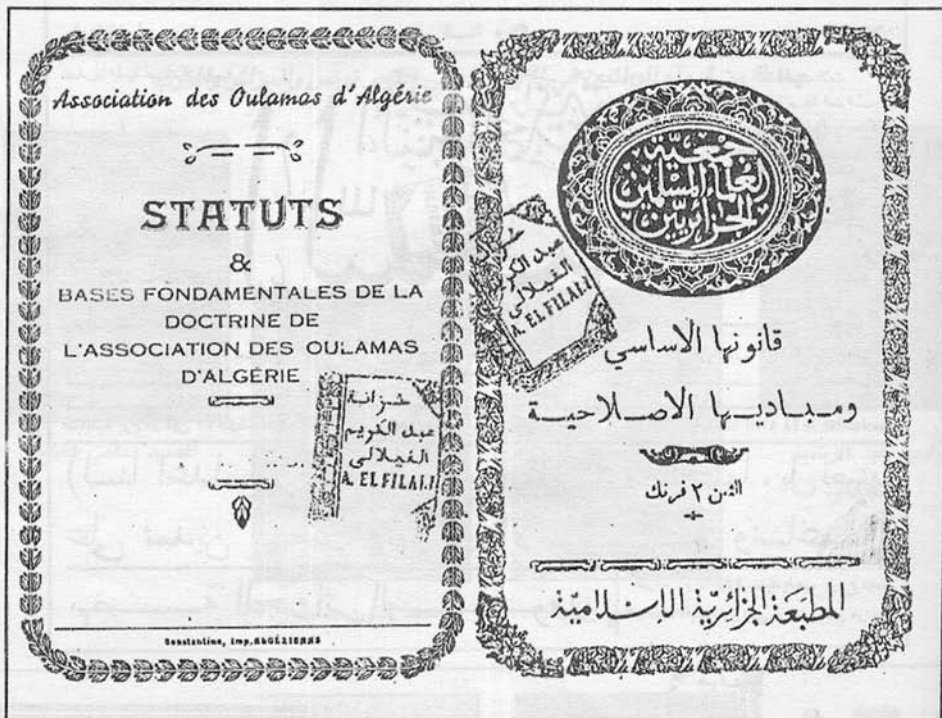 Association des Oulamas d'Algérie
STATUTS
&
BASES FONDAMENTALES DE LA
DOCTRINE DE
L'ASSOCIATION DES OULAMAS
D'ALGÉRIE
خزانة
عبد الكريم
الفيلالي
A. EL FILALI
Constantine, Imp. ALGÉRIENNE
جمعية
العلماء المسلمين
الجزائريين
عبد الكريم
الفيلالي
A. EL FILALI
قانونها الاساسي
ومباديها الاصلاحية
الثمن ٢ فرنك
المطبعة الجزائرية الإسلامية